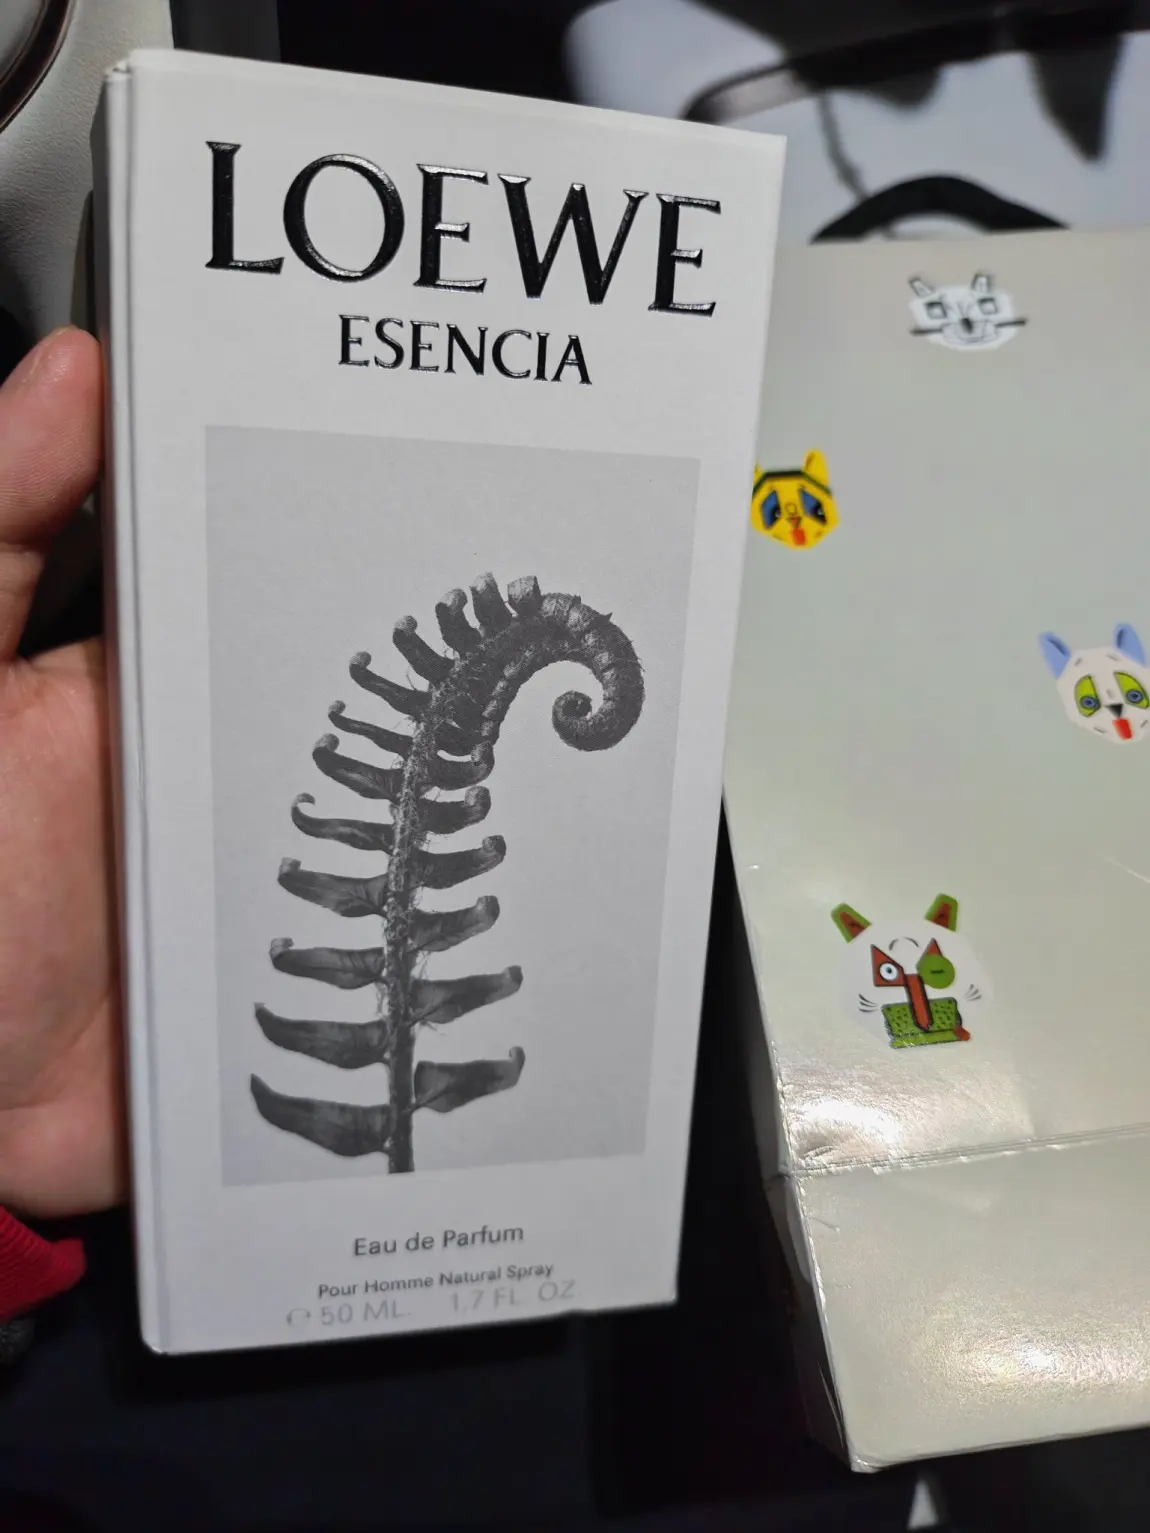 LOEWE
ESENCIA
Eau de Parfum
Pour Homme Natural Spray
℮ 50 ML. 1.7 FL OZ